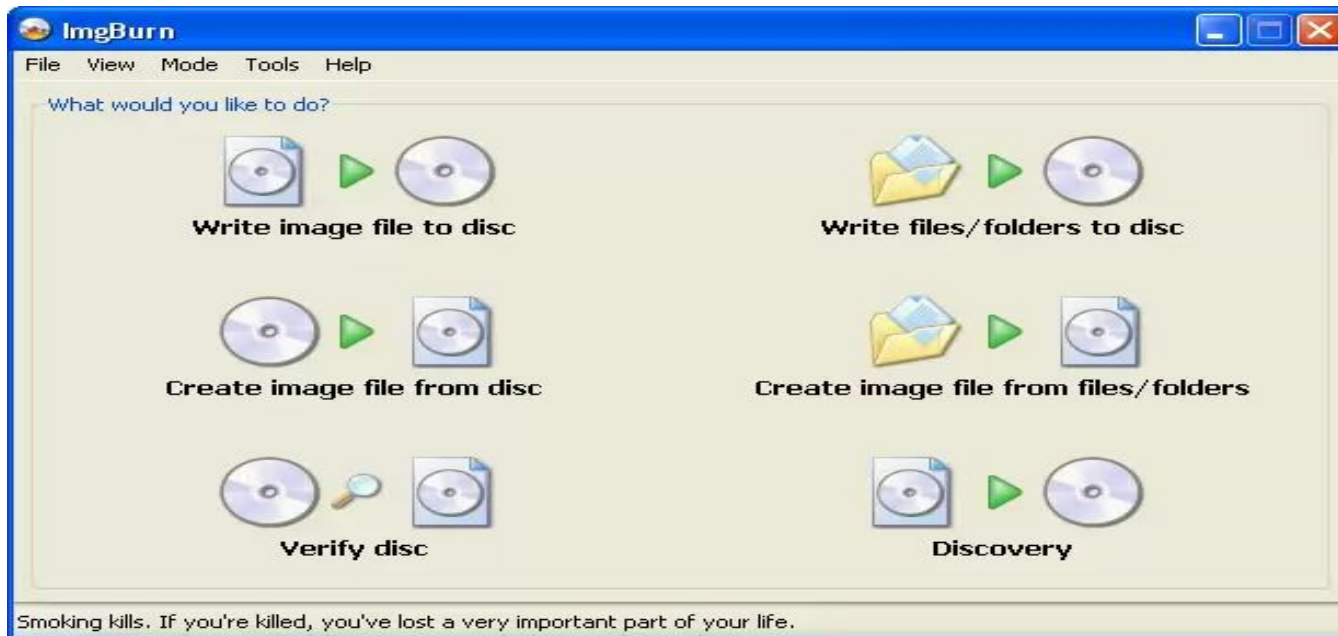 ImgBurn
File View Mode Tools Help
What would you like to do?
Write image file to disc
Write files/folders to disc
Create image file from disc
Create image file from files/folders
Verify disc
Discovery
Smoking kills. If you're killed, you've lost a very important part of your life.